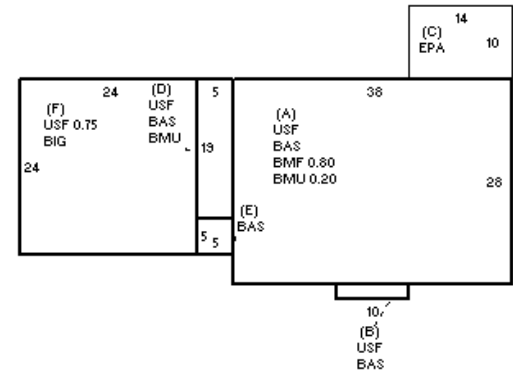 14
(C)
10
EPA
24
(D)
5
38
(F)
USF
USF 0.75
BAS
BIG
BMU
(A)
USF
BAS
BMF 0.80
BMU 0.20
19
24
28
(E)
BAS
5
5
10
(B)
USF
BAS